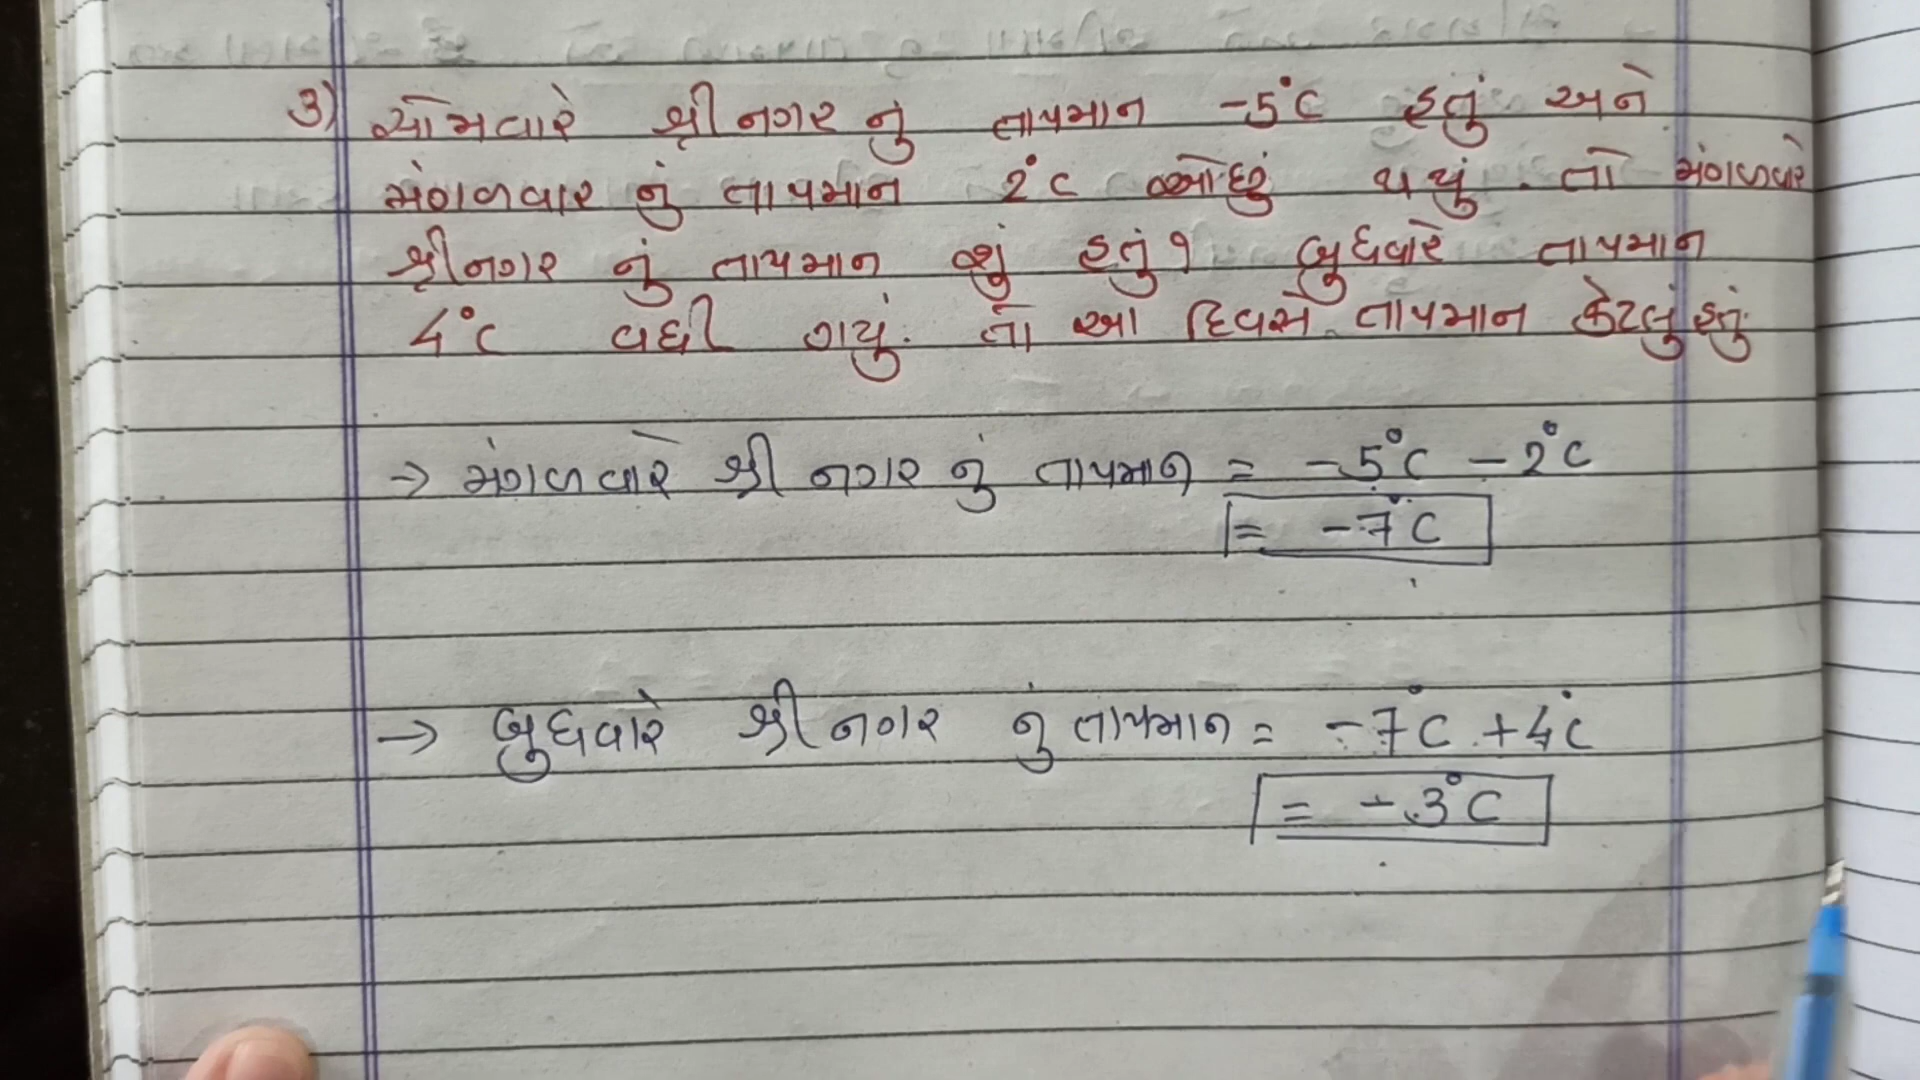 3) સોમવારે શ્રીનગર નું તાપમાન -5°C હતું અને
મંગળવાર નું તાપમાન 2°C ઓછું થયું . તો મંગળવારે
શ્રીનગર નું તાપમાન શું હતું ? બુધવારે તાપમાન
4°C વધી ગયું. તો આ દિવસે તાપમાન કેટલું હતું.
→ મંગળવારે શ્રીનગર નું તાપમાન = -5°C - 2°C
= -7°C
→ બુધવારે શ્રીનગર નું તાપમાન = -7°C + 4°C
= -3°C